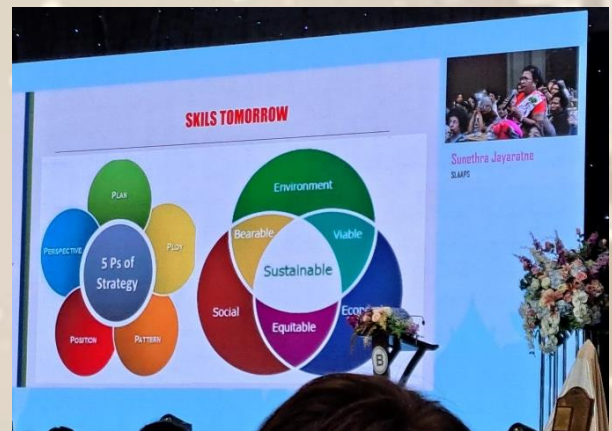 SKILS TOMORROW
PLAN
PERSPECTIVE
PLOY
5 Ps of
Strategy
POSITION
PATTERN
Environment
Bearable
Viable
Sustainable
Social
Equitable
Sunethra Jayaratne
SLAAPS
B